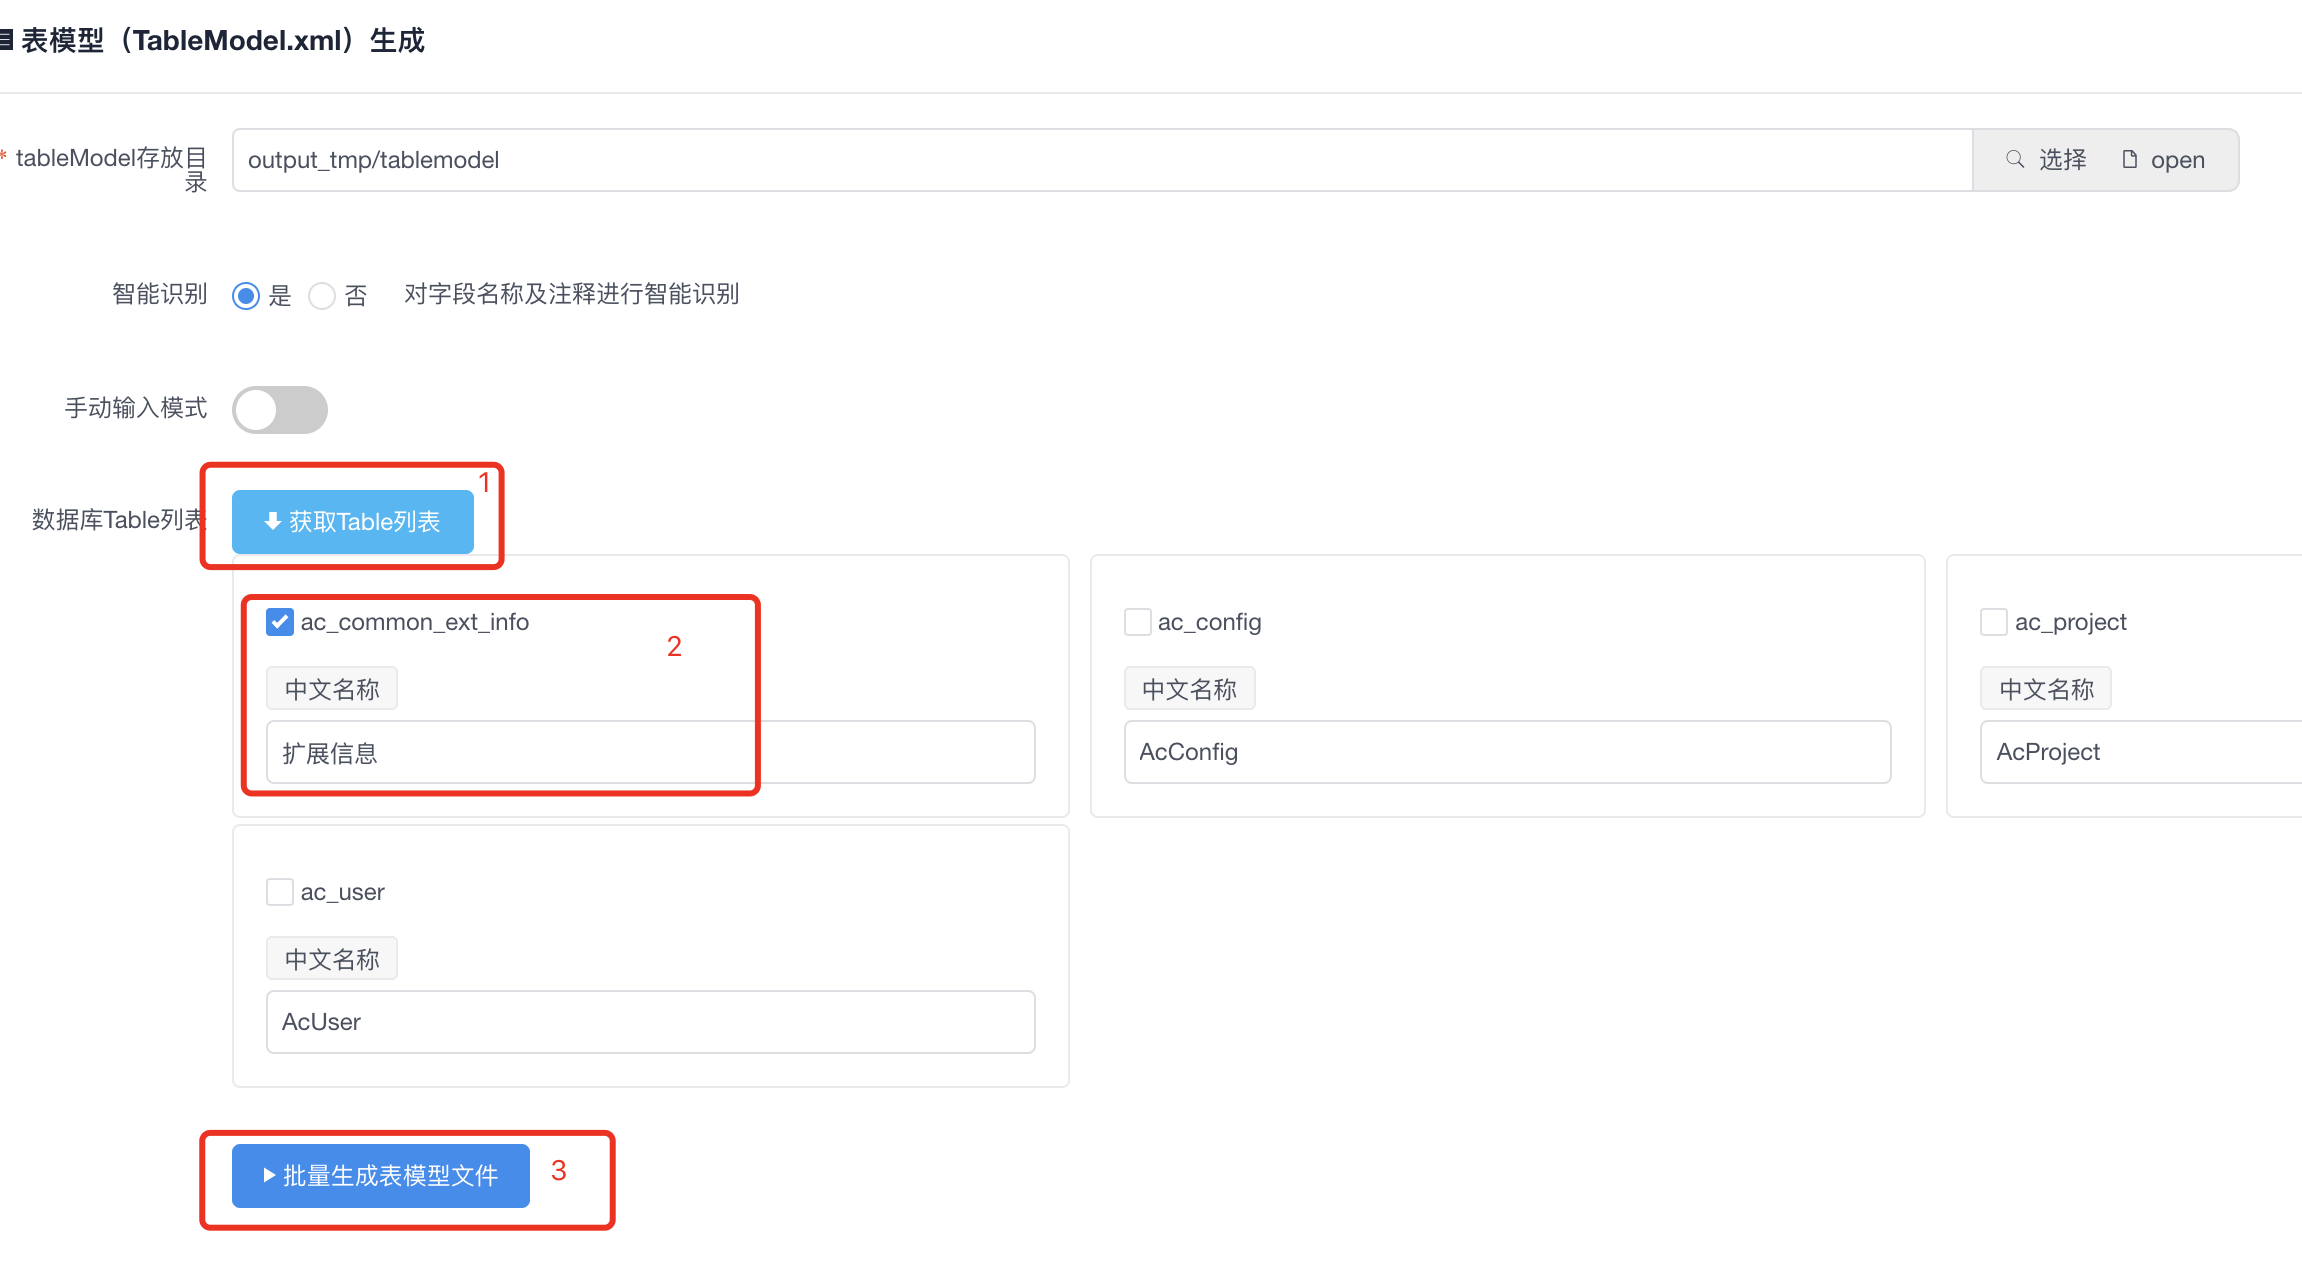 表模型（TableModel.xml）生成
* tableModel存放目录
output_tmp/tablemodel
选择 open
智能识别 是 否 对字段名称及注释进行智能识别
手动输入模式
1
数据库Table列表 获取Table列表
ac_common_ext_info ac_config ac_project
2
中文名称 中文名称 中文名称
扩展信息 AcConfig AcProject
ac_user
中文名称
AcUser
批量生成表模型文件 3